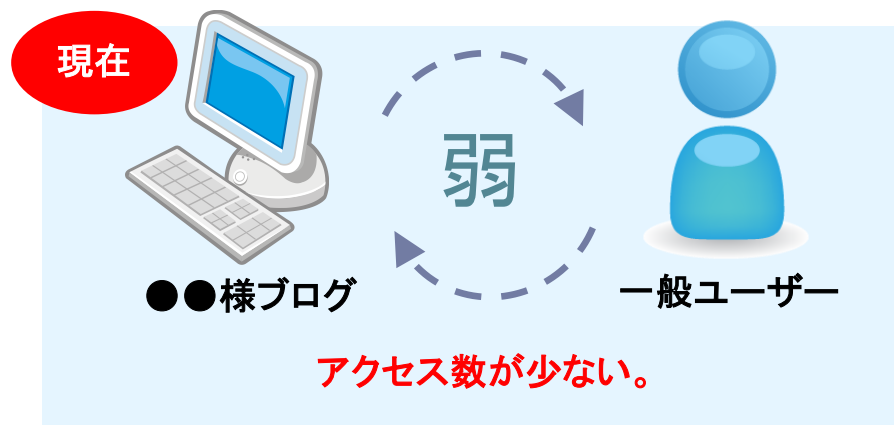 現在
弱
●●様ブログ
一般ユーザー
アクセス数が少ない。